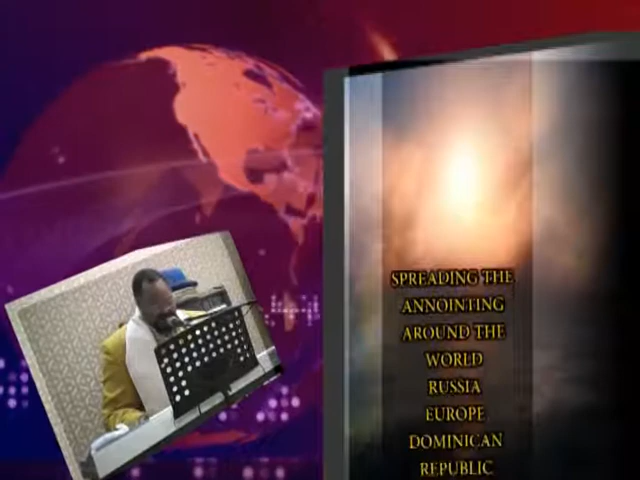 SPREADING THE
ANNOINTING
AROUND THE
WORLD
RUSSIA
EUROPE
DOMINICAN
REPUBLIC